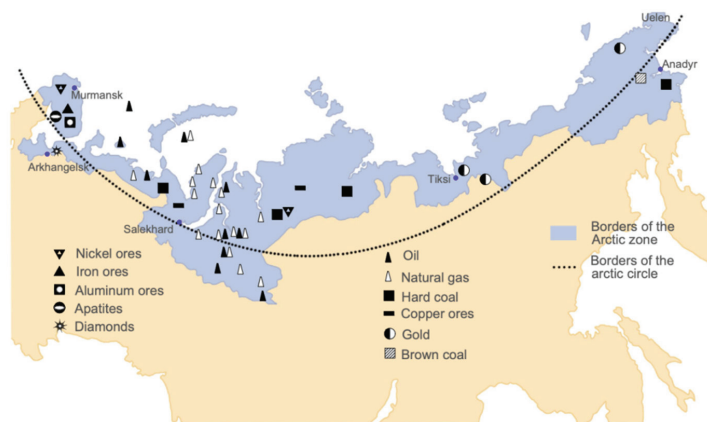 Uelen
Anadyr
Murmansk
Arkhangelsk
Tiksi
Salekhard
Nickel ores
Iron ores
Aluminum ores
Apatites
Diamonds
Oil
Natural gas
Hard coal
Copper ores
Gold
Brown coal
Borders of the
Arctic zone
Borders of the
arctic circle